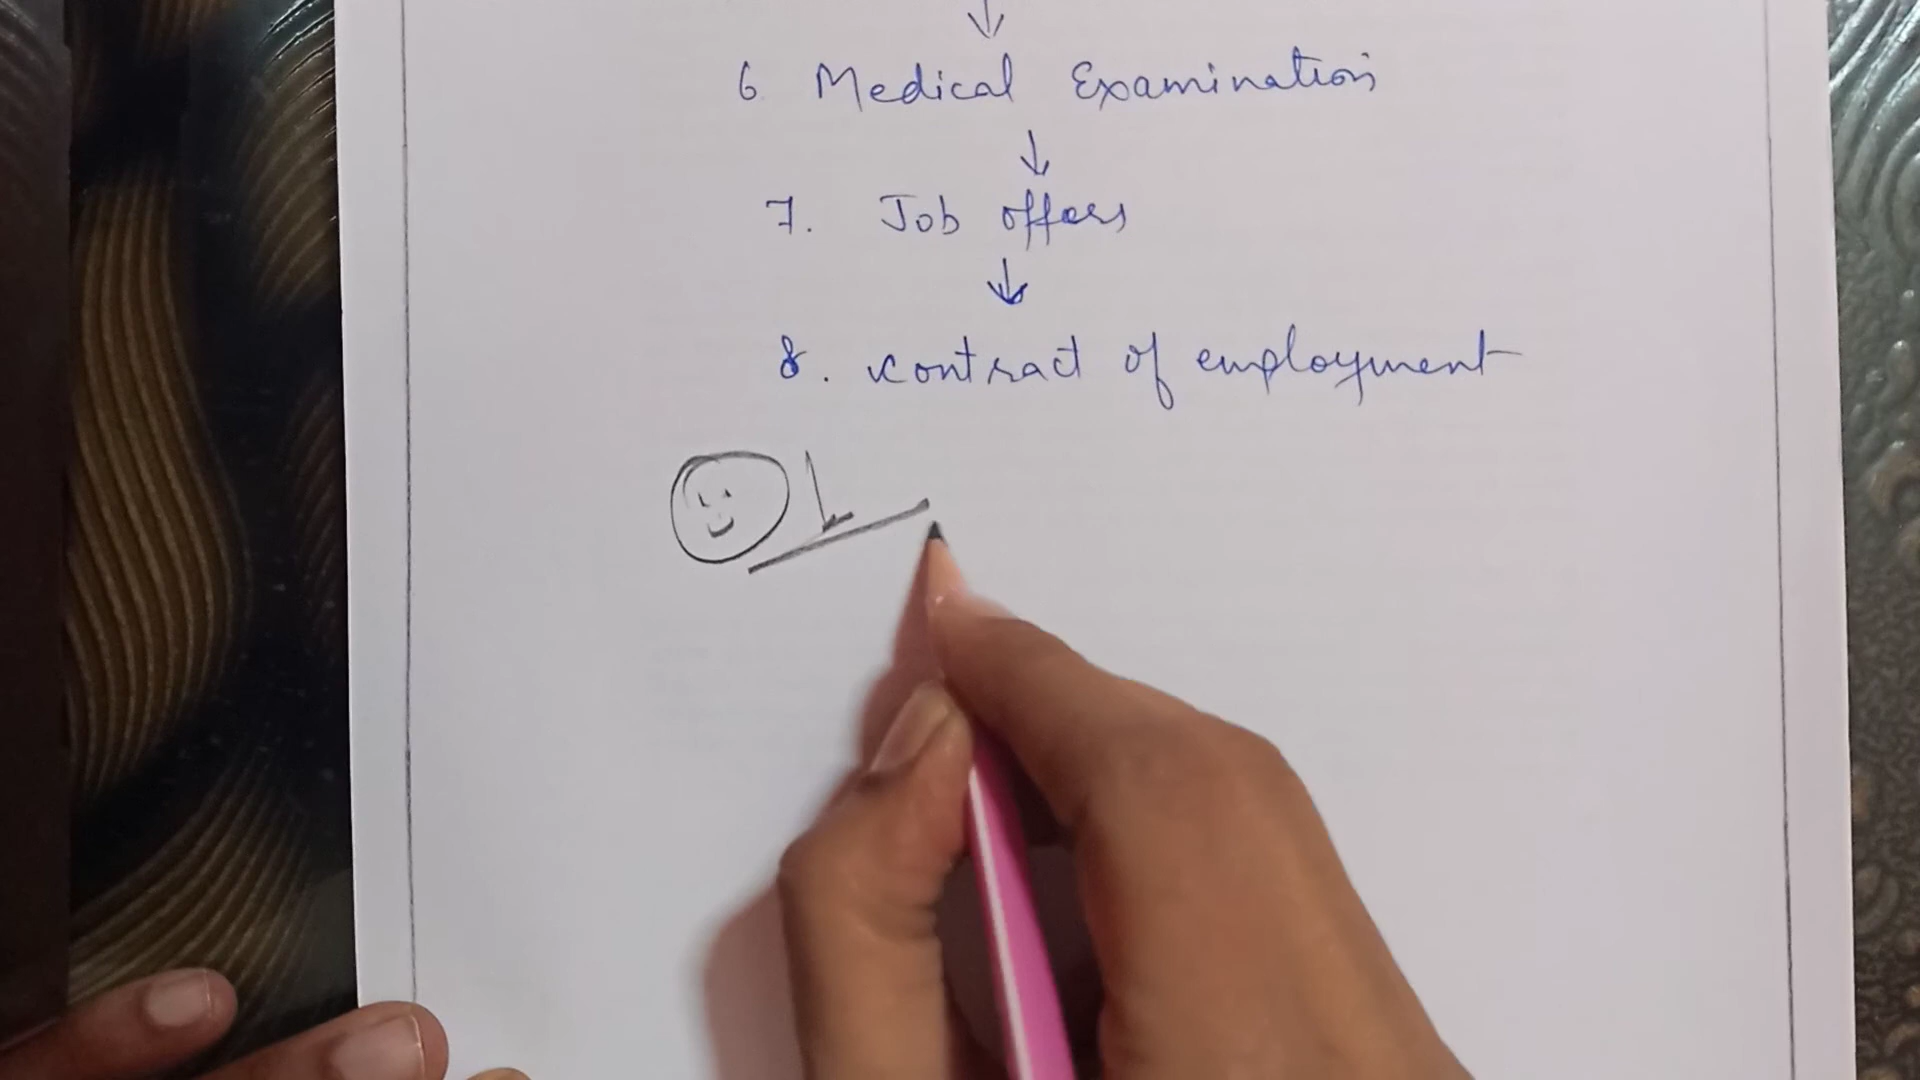 6 Medical Examination
7. Job offers
8. contract of employment